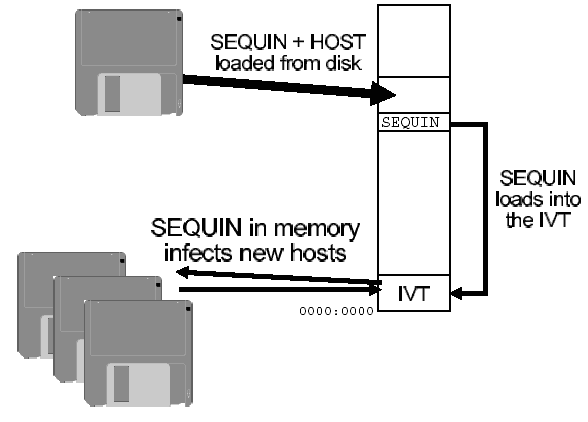 SEQUIN + HOST
loaded from disk
SEQUIN
SEQUIN
loads into
the IVT
SEQUIN in memory
infects new hosts
IVT
0000:0000